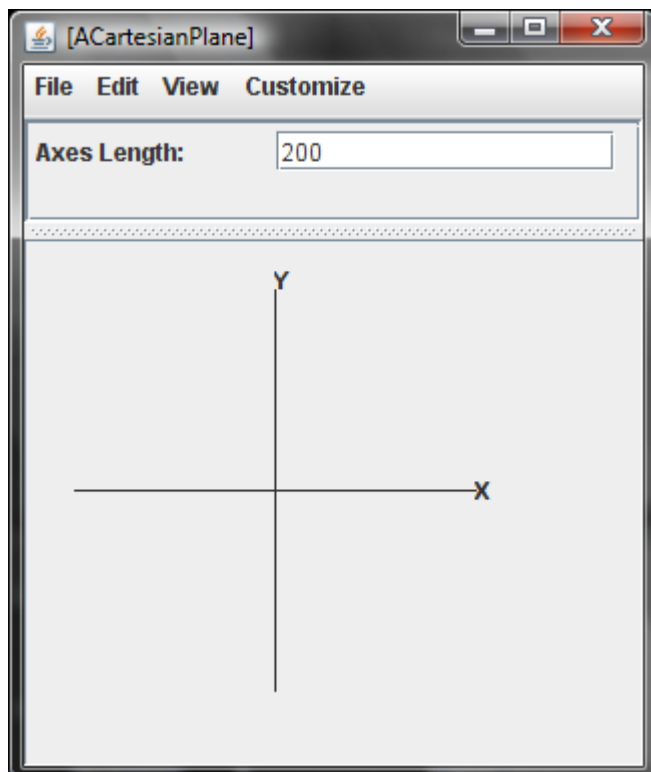 [ACartesianPlane]
File Edit View Customize
Axes Length: 200
Y
X